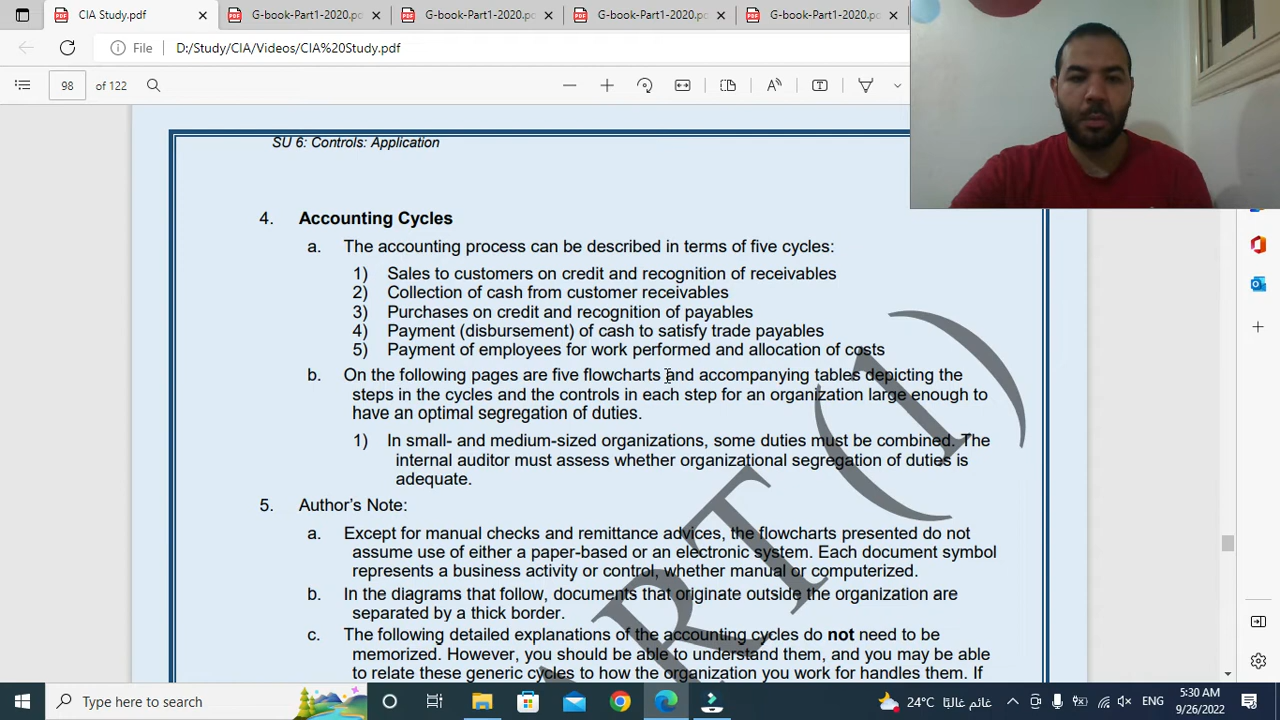 CIA Study.pdf
G-book-Part1-2020.pc
G-book-Part1-2020.pc
G-book-Part1-2020.pc
G-book-Part1-2020.pc
File
D:/Study/CIA/Videos/CIA%20Study.pdf
98 of 122
SU 6: Controls: Application
4. Accounting Cycles
a. The accounting process can be described in terms of five cycles:
1) Sales to customers on credit and recognition of receivables
2) Collection of cash from customer receivables
3) Purchases on credit and recognition of payables
4) Payment (disbursement) of cash to satisfy trade payables
5) Payment of employees for work performed and allocation of costs
b. On the following pages are five flowcharts and accompanying tables depicting the
steps in the cycles and the controls in each step for an organization large enough to
have an optimal segregation of duties.
1) In small- and medium-sized organizations, some duties must be combined. The
internal auditor must assess whether organizational segregation of duties is
adequate.
5. Author's Note:
a. Except for manual checks and remittance advices, the flowcharts presented do not
assume use of either a paper-based or an electronic system. Each document symbol
represents a business activity or control, whether manual or computerized.
b. In the diagrams that follow, documents that originate outside the organization are
separated by a thick border.
c. The following detailed explanations of the accounting cycles do not need to be
memorized. However, you should be able to understand them, and you may be able
to relate these generic cycles to how the organization you work for handles them. If
ART (1)
Type here to search
24°C غائم غالبًا
ENG
5:30 AM
9/26/2022